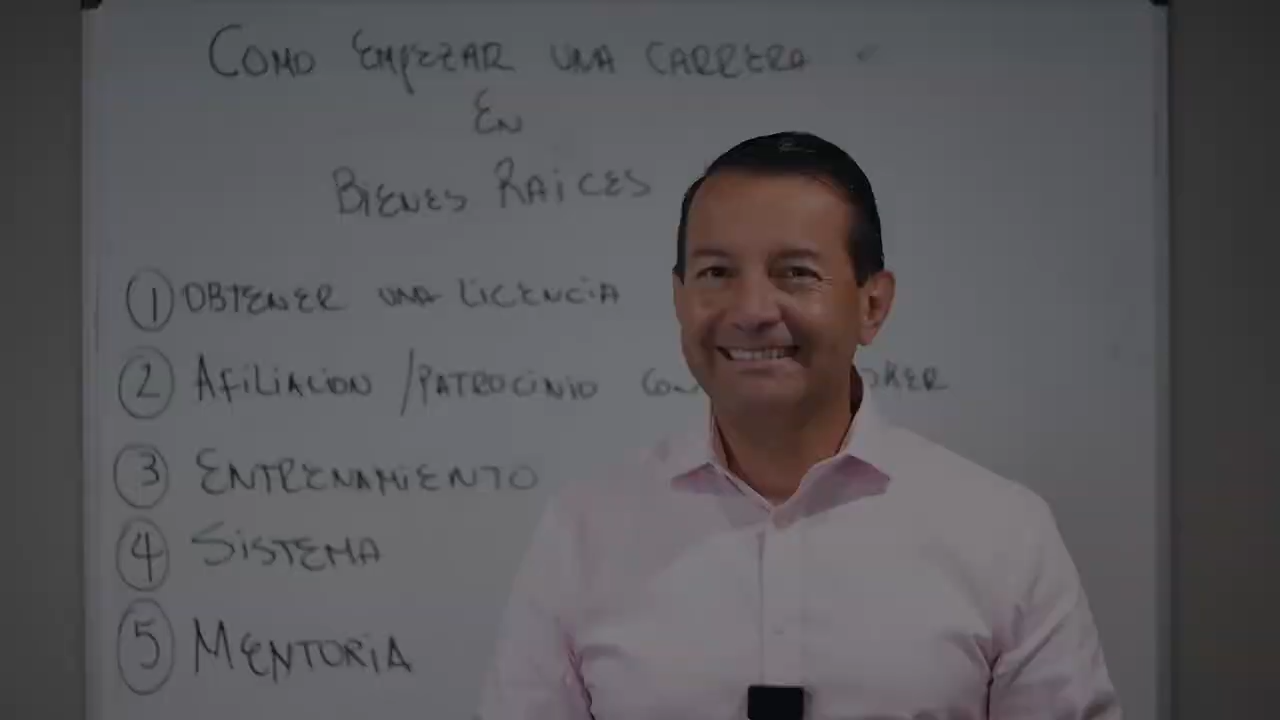 COMO EMPEZAR UNA CARRERA
EN
BIENES RAICES
1 OBTENER UNA LICENCIA
2 AFILIACION / PATROCINIO
3 ENTRENAMIENTO
4 SISTEMA
5 MENTORIA